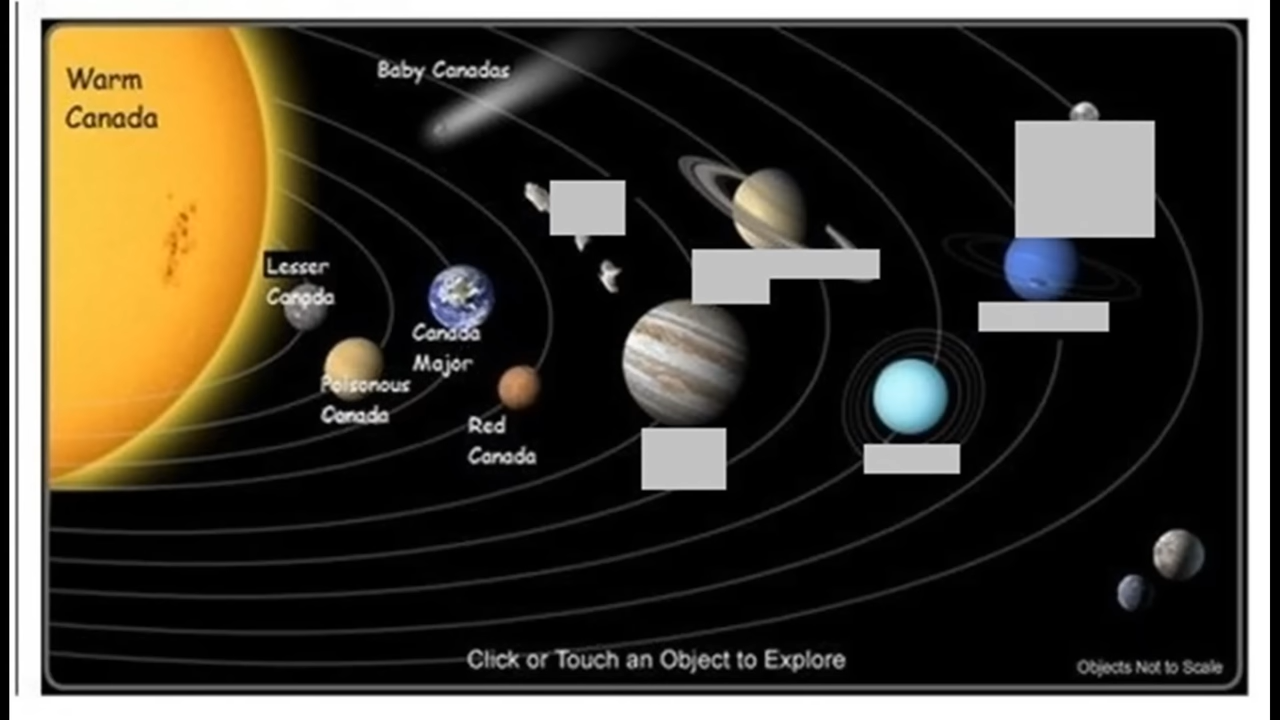 Warm
Canada
Baby Canadas
Lesser
Canada
Canada
Major
Poisonous
Canada
Red
Canada
Click or Touch an Object to Explore
Objects Not to Scale